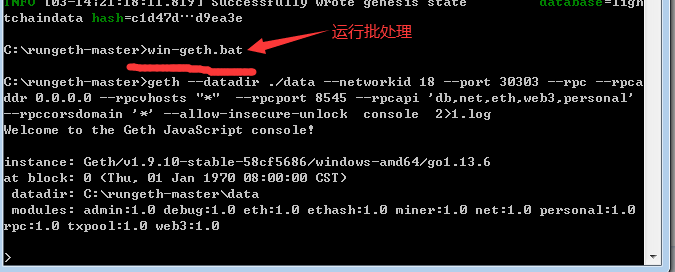 INFO [03-14|21:18:11.819] Successfully wrote genesis state         database=ligh
tchaindata hash=c1d47d…d9ea3e
运行批处理
C:\rungeth-master>win-geth.bat
C:\rungeth-master>geth --datadir ./data --networkid 18 --port 30303 --rpc --rpca
ddr 0.0.0.0 --rpcvhosts "*"  --rpcport 8545 --rpcapi 'db,net,eth,web3,personal'
--rpccorsdomain '*' --allow-insecure-unlock  console  2>1.log
Welcome to the Geth JavaScript console!
instance: Geth/v1.9.10-stable-58cf5686/windows-amd64/go1.13.6
at block: 0 (Thu, 01 Jan 1970 08:00:00 CST)
 datadir: C:\rungeth-master\data
 modules: admin:1.0 debug:1.0 eth:1.0 ethash:1.0 miner:1.0 net:1.0 personal:1.0
rpc:1.0 txpool:1.0 web3:1.0
>